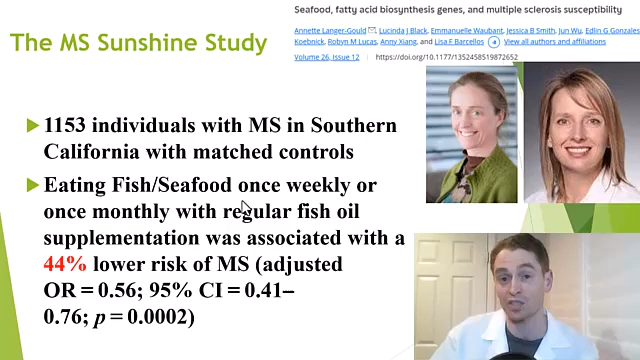 Seafood, fatty acid biosynthesis genes, and multiple sclerosis susceptibility
The MS Sunshine Study
Annette Langer-Gould, Lucinda J Black, Emmanuelle Waubant, Jessica B Smith, Jun Wu, Edlin G Gonzales
Koebnick, Robyn M Lucas, Anny Xiang, and Lisa F Barcellos View all authors and affiliations
Volume 26, Issue 12 https://doi.org/10.1177/1352458519872652
1153 individuals with MS in Southern
California with matched controls
Eating Fish/Seafood once weekly or
once monthly with regular fish oil
supplementation was associated with a
44% lower risk of MS (adjusted
OR = 0.56; 95% CI = 0.41–
0.76; p = 0.0002)